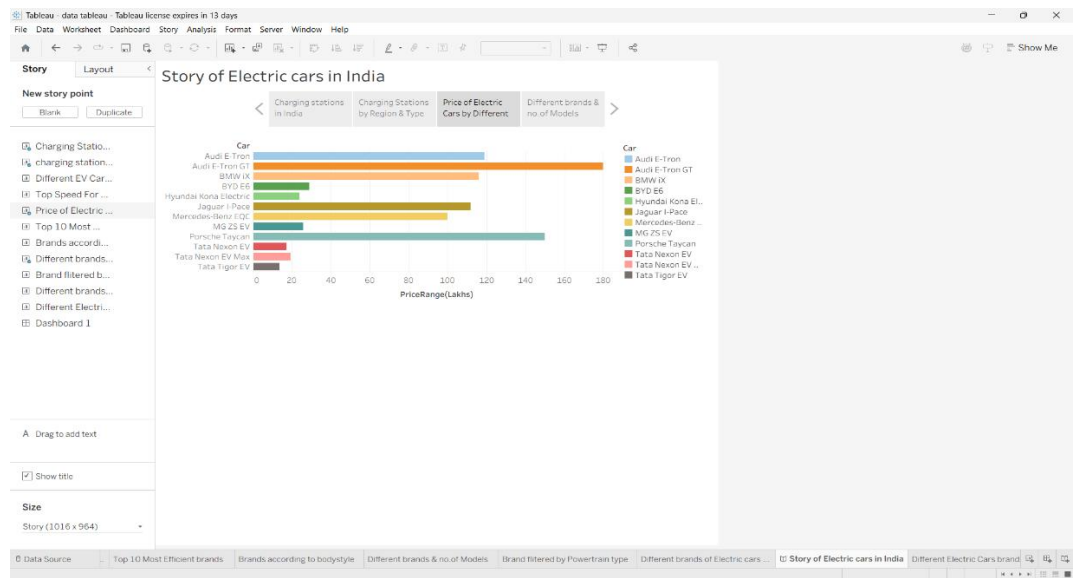 Tableau - data tableau - Tableau license expires in 13 days
File Data Worksheet Dashboard Story Analysis Format Server Window Help
Show Me
Story Layout
New story point
Blank Duplicate
Charging Statio...
charging station...
Different EV Car...
Top Speed For ...
Price of Electric ...
Top 10 Most ...
Brands accordi...
Different brands...
Brand flitered b...
Different brands...
Different Electri...
Dashboard 1
A Drag to add text
Show title
Size
Story (1016 x 964)
Story of Electric cars in India
Charging stations
in India
Charging Stations
by Region & Type
Price of Electric
Cars by Different
Different brands &
no.of Models
Car
Audi E-Tron
Audi E-Tron GT
BMW iX
BYD E6
Hyundai Kona Electric
Jaguar I-Pace
Mercedes-Benz EQC
MG ZS EV
Porsche Taycan
Tata Nexon EV
Tata Nexon EV Max
Tata Tigor EV
0 20 40 60 80 100 120 140 160 180
PriceRange(Lakhs)
Car
Audi E-Tron
Audi E-Tron GT
BMW iX
BYD E6
Hyundai Kona El..
Jaguar I-Pace
Mercedes-Benz ..
MG ZS EV
Porsche Taycan
Tata Nexon EV
Tata Nexon EV ..
Tata Tigor EV
Data Source .. Top 10 Most Efficient brands Brands according to bodystyle Different brands & no.of Models Brand flitered by Powertrain type Different brands of Electric cars ... Story of Electric cars in India Different Electric Cars brand